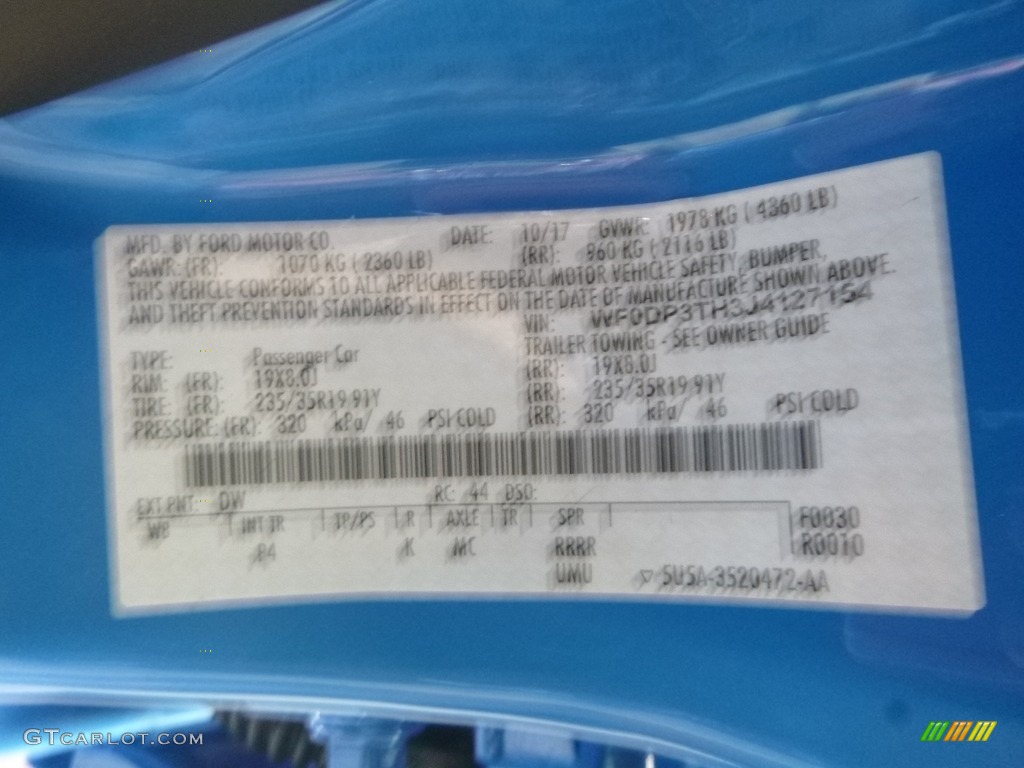 MFD. BY FORD MOTOR CO. DATE: 10/17 GVWR: 1978 KG ( 4360 LB)
GAWR: (FR): 1070 KG ( 2360 LB) (RR): 960 KG ( 2116 LB)
THIS VEHICLE CONFORMS TO ALL APPLICABLE FEDERAL MOTOR VEHICLE SAFETY, BUMPER,
AND THEFT PREVENTION STANDARDS IN EFFECT ON THE DATE OF MANUFACTURE SHOWN ABOVE.
VIN: WF0DP3TH3J4127154
TYPE: Passenger Car TRAILER TOWING - SEE OWNER GUIDE
RIM: (FR): 19X8.0J (RR): 19X8.0J
TIRE: (FR): 235/35R19 91Y (RR): 235/35R19 91Y
PRESSURE: (FR): 320 kPa/ 46 PSI COLD (RR): 320 kPa/ 46 PSI COLD
EXT PNT: DW RC: 44 DSO:
WB INT TR TP/PS R AXLE TR SPR F0030
B4 K MC RRRR R0010
UMU ▽ 5U5A-3520472-AA
GTCARLOT.COM